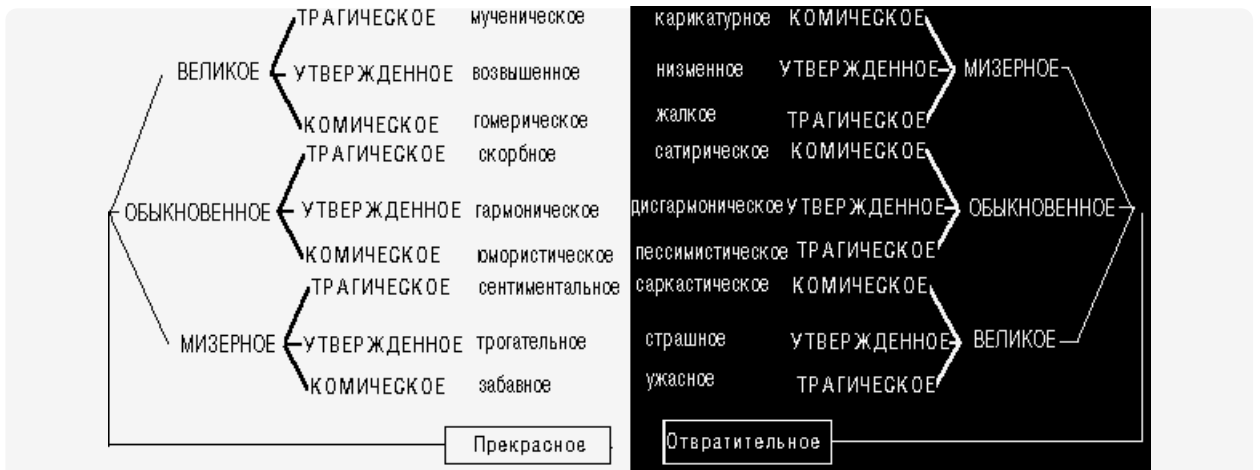 ТРАГИЧЕСКОЕ мученическое карикатурное КОМИЧЕСКОЕ
ВЕЛИКОЕ УТВЕРЖДЕННОЕ возвышенное низменное УТВЕРЖДЕННОЕ МИЗЕРНОЕ
КОМИЧЕСКОЕ гомерическое жалкое ТРАГИЧЕСКОЕ
ТРАГИЧЕСКОЕ скорбное сатирическое КОМИЧЕСКОЕ
ОБЫКНОВЕННОЕ УТВЕРЖДЕННОЕ гармоническое дисгармоническое УТВЕРЖДЕННОЕ ОБЫКНОВЕННОЕ
КОМИЧЕСКОЕ юмористическое пессимистическое ТРАГИЧЕСКОЕ
ТРАГИЧЕСКОЕ сентиментальное саркастическое КОМИЧЕСКОЕ
МИЗЕРНОЕ УТВЕРЖДЕННОЕ трогательное страшное УТВЕРЖДЕННОЕ ВЕЛИКОЕ
КОМИЧЕСКОЕ забавное ужасное ТРАГИЧЕСКОЕ
Прекрасное Отвратительное